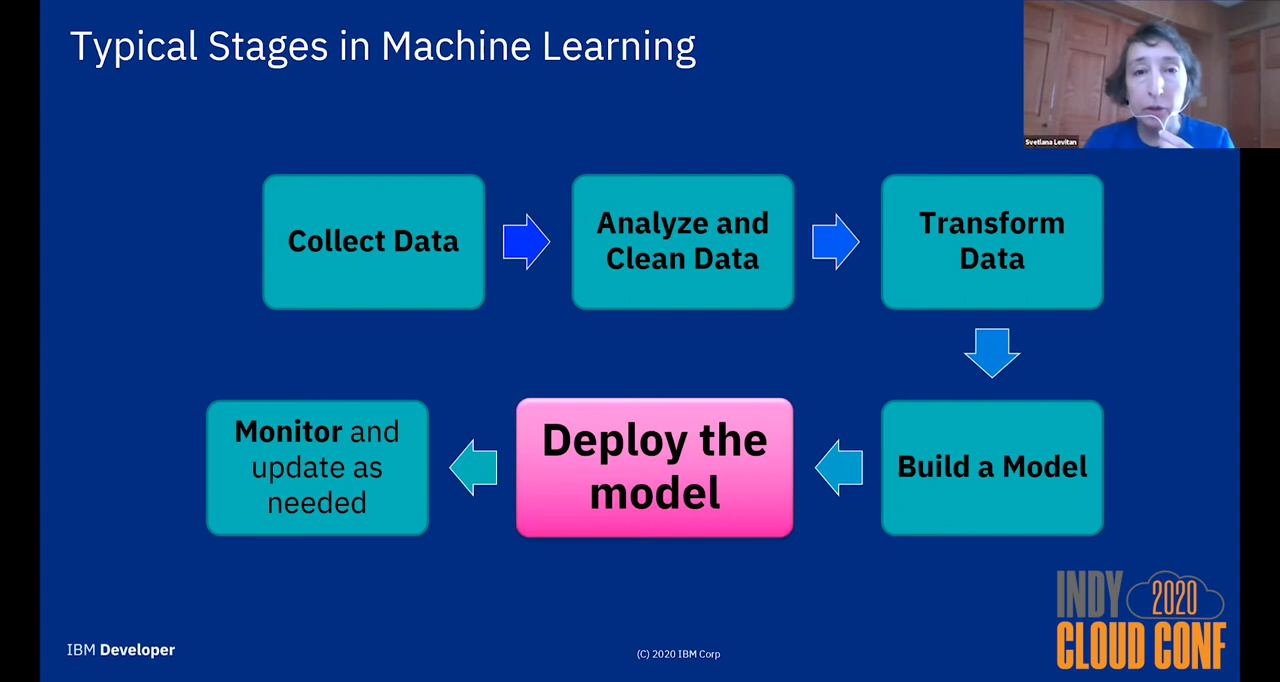 Typical Stages in Machine Learning
Svetlana Levitan
Collect Data
Analyze and
Clean Data
Transform
Data
Monitor and
update as
needed
Deploy the
model
Build a Model
IBM Developer
(C) 2020 IBM Corp
INDY 2020
CLOUD CONF